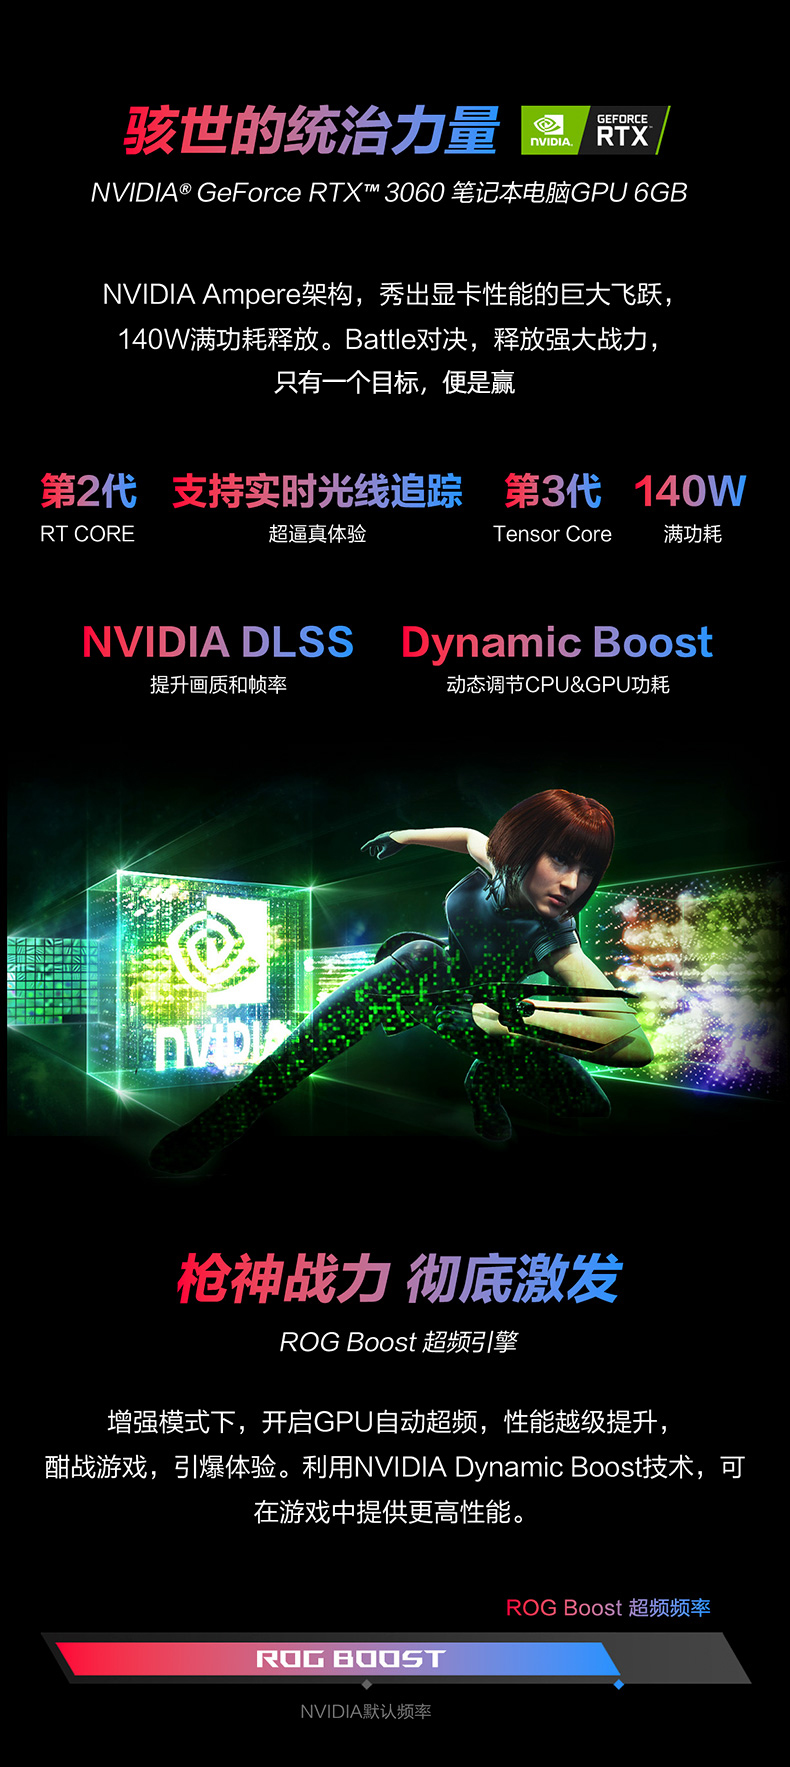 骇世的统治力量
NVIDIA.
GEFORCE
RTX™
NVIDIA® GeForce RTX™ 3060 笔记本电脑GPU 6GB
NVIDIA Ampere架构，秀出显卡性能的巨大飞跃，
140W满功耗释放。Battle对决，释放强大战力，
只有一个目标，便是赢
第2代 支持实时光线追踪 第3代 140W
RT CORE 超逼真体验 Tensor Core 满功耗
NVIDIA DLSS Dynamic Boost
提升画质和帧率 动态调节CPU&GPU功耗
nVIDIA
枪神战力 彻底激发
ROG Boost 超频引擎
增强模式下，开启GPU自动超频，性能越级提升，
酣战游戏，引爆体验。利用NVIDIA Dynamic Boost技术，可
在游戏中提供更高性能。
ROG Boost 超频频率
ROG BOOST
NVIDIA默认频率